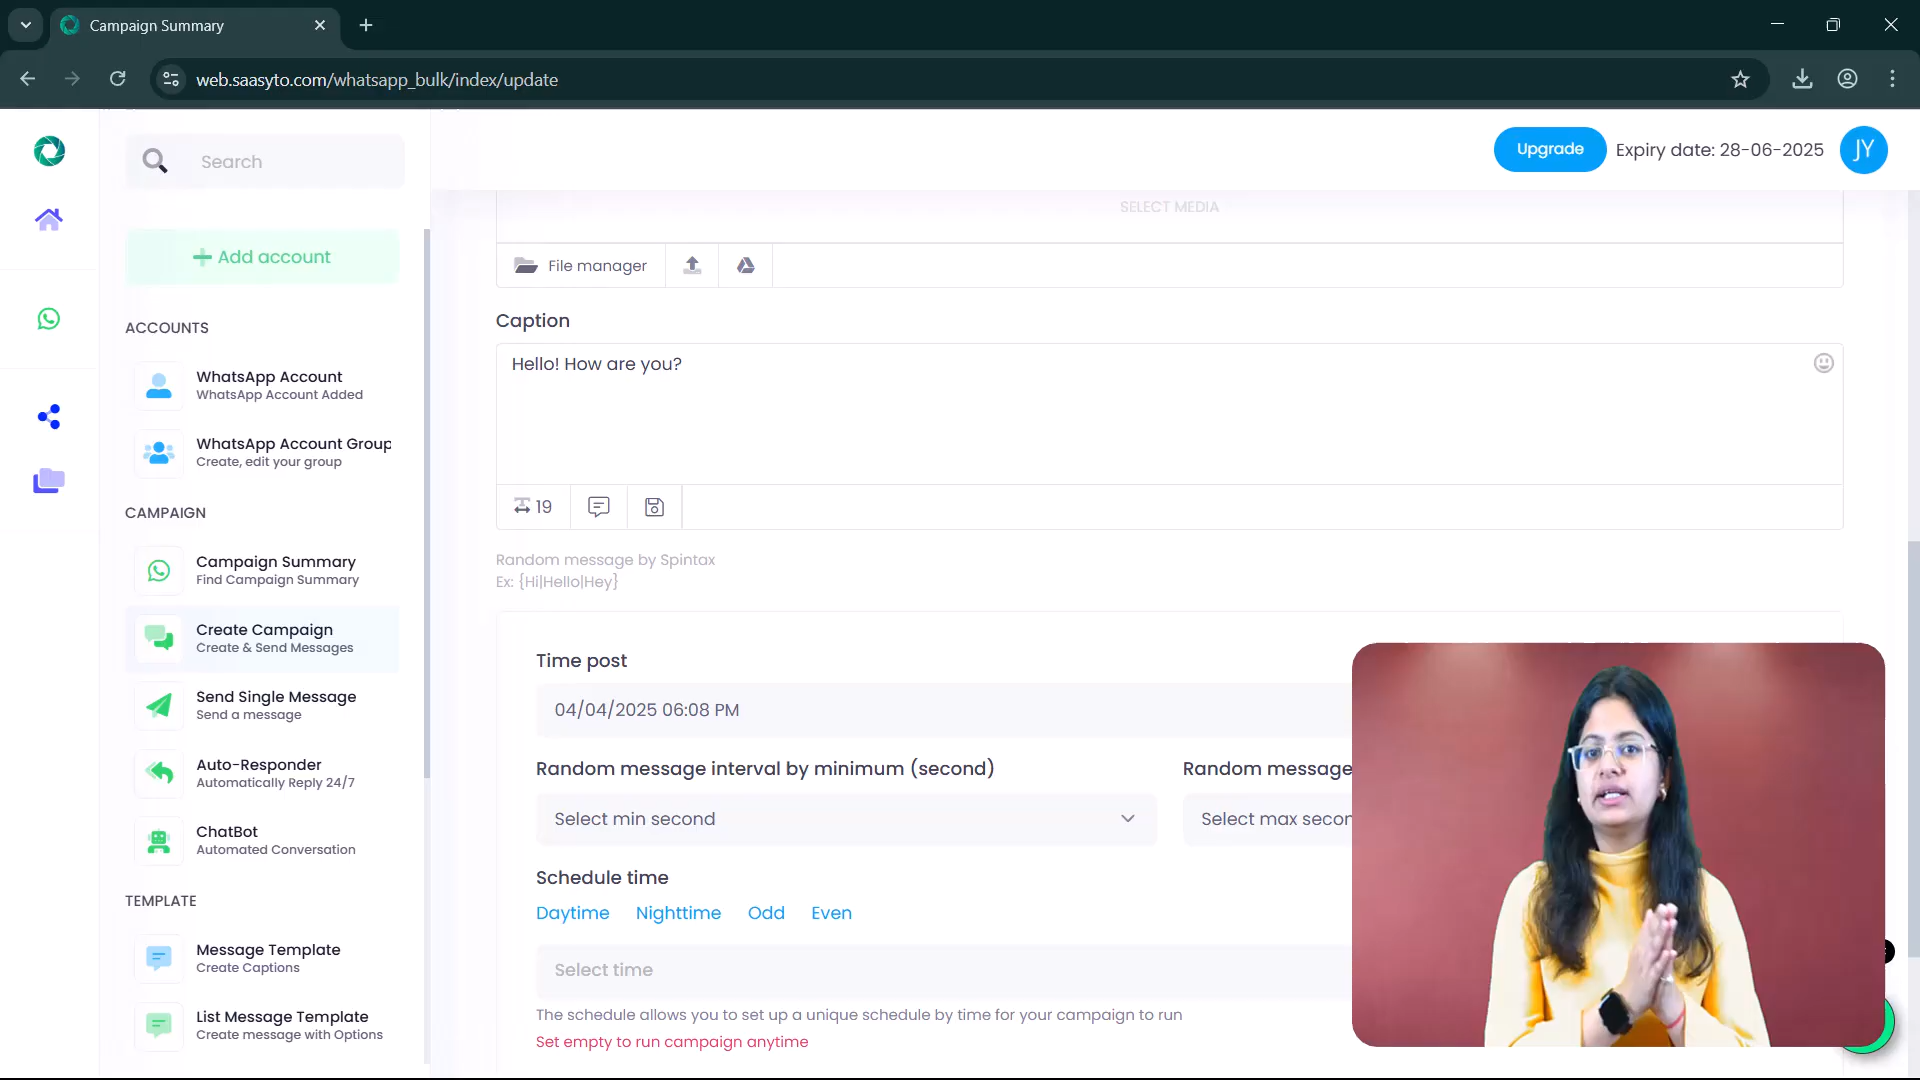 Campaign Summary
web.saasyto.com/whatsapp_bulk/index/update
Search
Upgrade
Expiry date: 28-06-2025
JY
Add account
ACCOUNTS
WhatsApp Account
WhatsApp Account Added
WhatsApp Account Group
Create, edit your group
CAMPAIGN
Campaign Summary
Find Campaign Summary
Create Campaign
Create & Send Messages
Send Single Message
Send a message
Auto-Responder
Automatically Reply 24/7
ChatBot
Automated Conversation
TEMPLATE
Message Template
Create Captions
List Message Template
Create message with Options
SELECT MEDIA
File manager
Caption
Hello! How are you?
19
Random message by Spintax
Ex: {Hi|Hello|Hey}
Time post
04/04/2025 06:08 PM
Random message interval by minimum (second)
Random message
Select min second
Select max secon
Schedule time
Daytime Nighttime Odd Even
Select time
The schedule allows you to set up a unique schedule by time for your campaign to run
Set empty to run campaign anytime